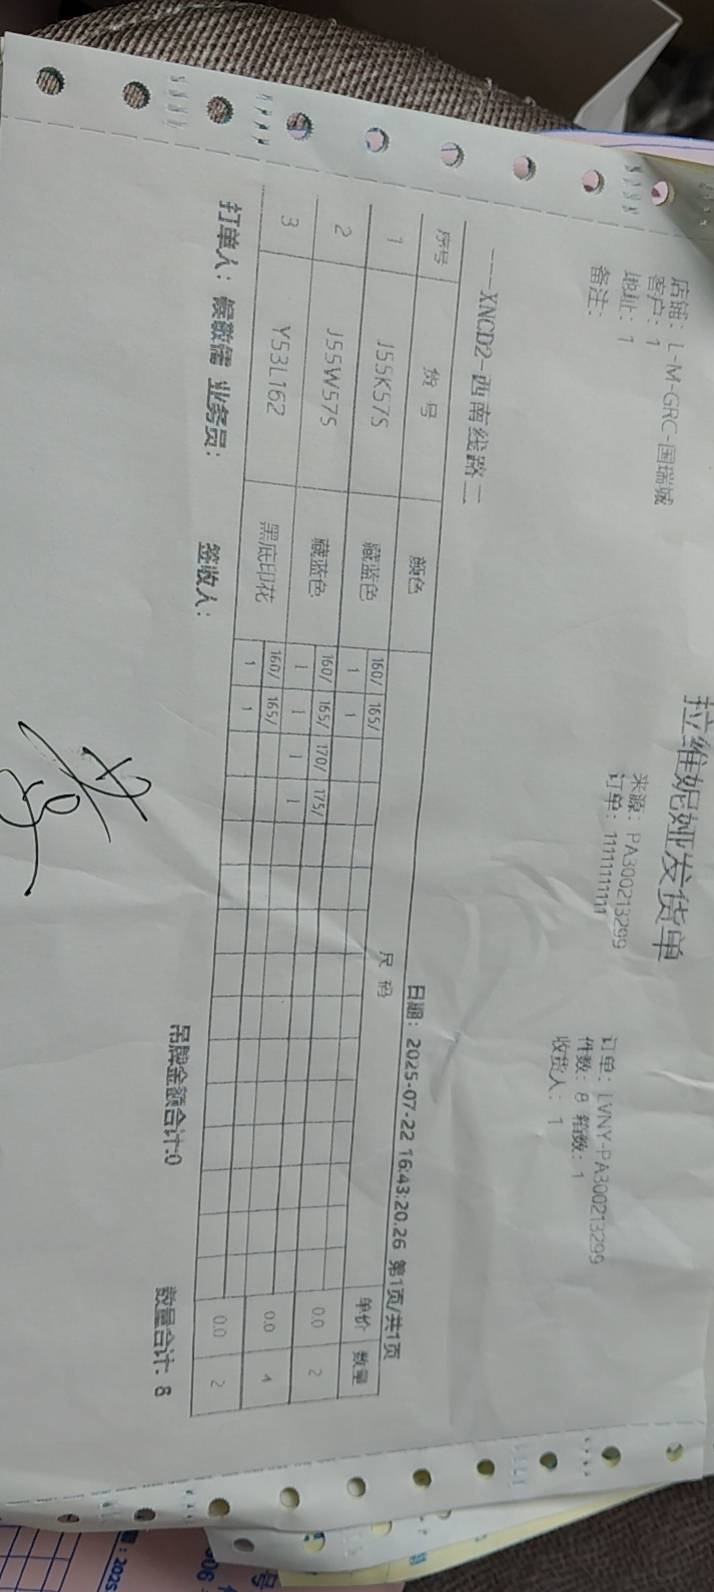 拉维妮娅发货单
店铺：L-M-GRC-国瑞城
来源：PA300213299
订单：LVNY-PA300213299
客户：1
订单：11111111111
件数：8 箱数：1
地址：1
收货人：1
备注：
----XNCD2-西南线路二
日期：2025-07-22 16:43:20.26 第1页/共1页
序号 货号 颜色 尺码 单价 数量
1 J55K57S 藏蓝色 160/ 165/ 0.0 2
1 1
2 J55W57S 藏蓝色 160/ 165/ 170/ 175/ 0.0 4
1 1 1 1
3 Y53L162 黑底印花 160/ 165/ 0.0 2
1 1
打单人：候敬儒 业务员： 签收人： 吊牌金额合计:0 数量合计: 8